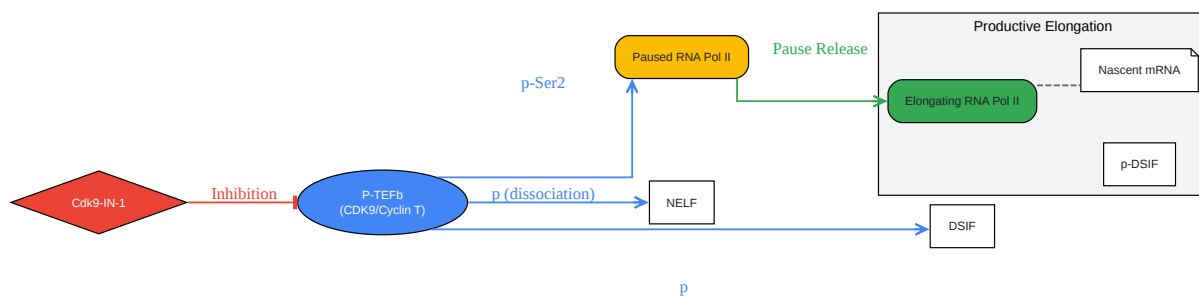 Productive Elongation
Paused RNA Pol II
Pause Release
Nascent mRNA
p-Ser2
Elongating RNA Pol II
p-DSIF
Cdk9-IN-1
Inhibition
P-TEFb
(CDK9/Cyclin T)
p (dissociation)
NELF
DSIF
p